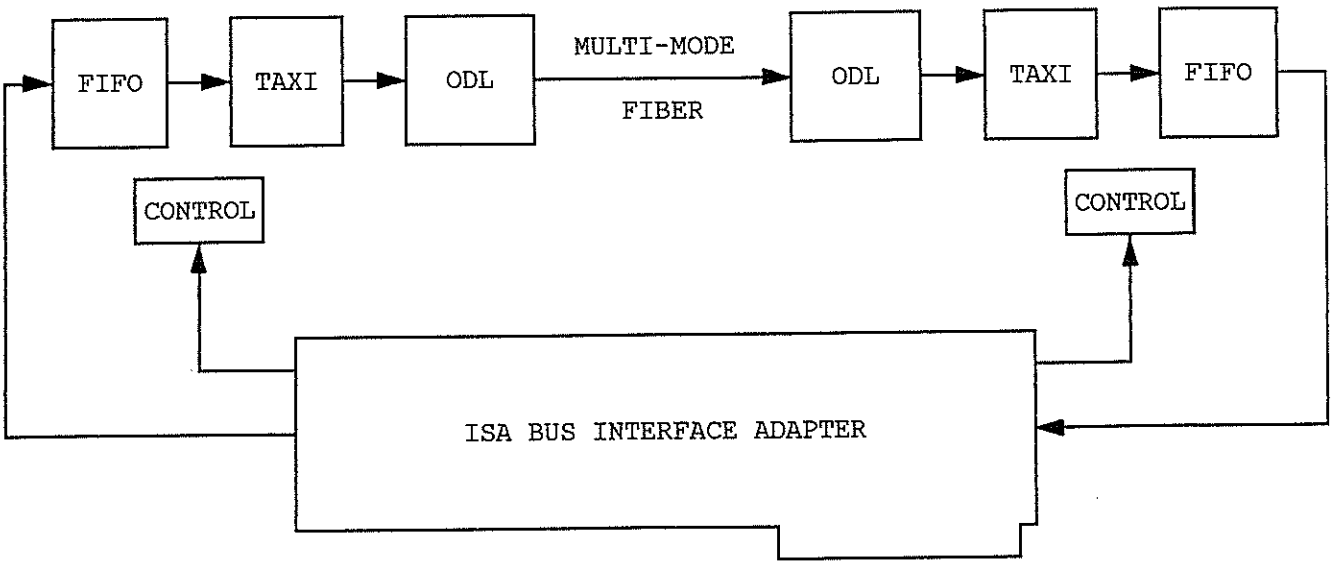 MULTI-MODE
FIFO
TAXI
ODL
ODL
TAXI
FIFO
FIBER
CONTROL
CONTROL
ISA BUS INTERFACE ADAPTER